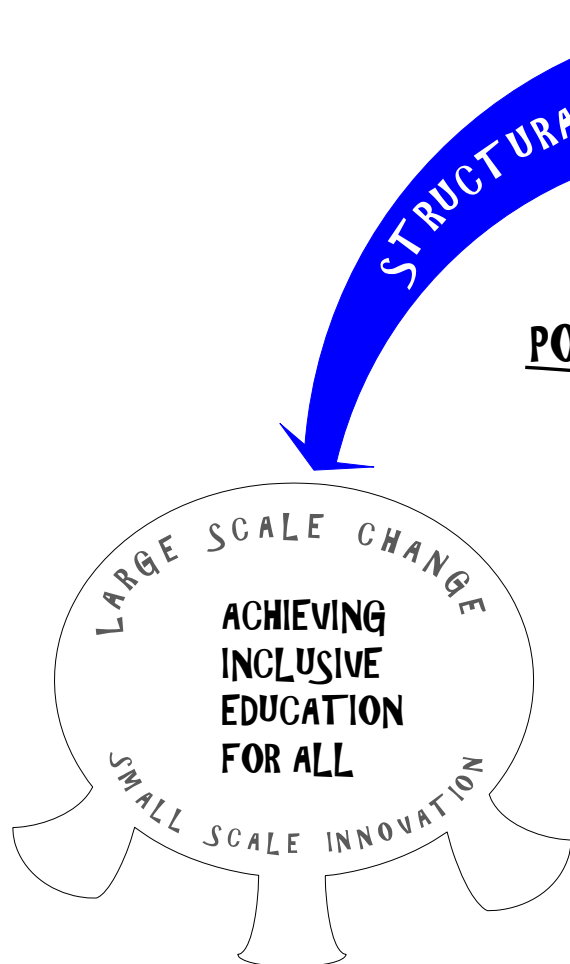 STRUCTURA
PO
LARGE SCALE CHANGE
ACHIEVING
INCLUSIVE
EDUCATION
FOR ALL
SMALL SCALE INNOVATION